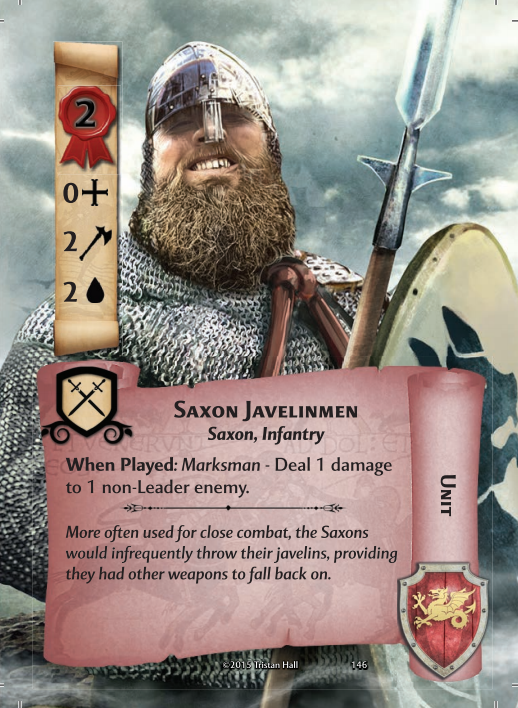 2
0
2
2
Saxon Javelinmen
Saxon, Infantry
When Played: Marksman - Deal 1 damage
to 1 non-Leader enemy.
More often used for close combat, the Saxons
would infrequently throw their javelins, providing
they had other weapons to fall back on.
Unit
©2015 Tristan Hall
146